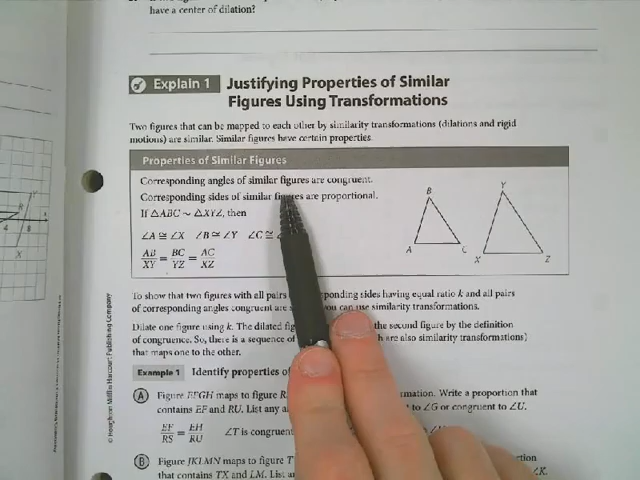 have a center of dilation?
Explain 1 Justifying Properties of Similar
Figures Using Transformations
Two figures that can be mapped to each other by similarity transformations (dilations and rigid
motions) are similar. Similar figures have certain properties.
Properties of Similar Figures
Corresponding angles of similar figures are congruent.
Corresponding sides of similar figures are proportional.
If △ABC ~ △XYZ, then
∠A ≅ ∠X ∠B ≅ ∠Y ∠C ≅
AB/XY = BC/YZ = AC/XZ
B
A
C
Y
X
Z
R
Y
4
8
X
To show that two figures with all pairs
sides having equal ratio k and all pairs
of corresponding angles congruent are
you can use similarity transformations.
Dilate one figure using k. The dilated
the second figure by the definition
of congruence. So, there is a sequence of
are also similarity transformations)
that maps one to the other.
Example 1 Identify properties of
A Figure EFGH maps to figure
Write a proportion that
contains EF and RU. List any
to ∠G or congruent to ∠U.
EF/RS = EH/RU ∠T is congruent
B Figure JKLMN maps to figure T
that contains TX and LM. List
∠K.
© Houghton Mifflin Harcourt Publishing Company